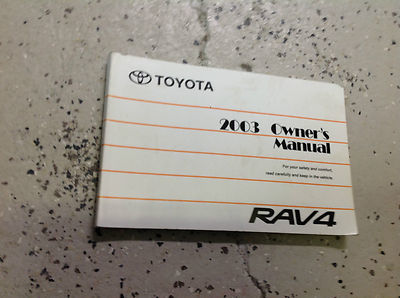 TOYOTA
2003 Owner's
Manual
For your safety and comfort,
read carefully and keep in the vehicle.
RAV4